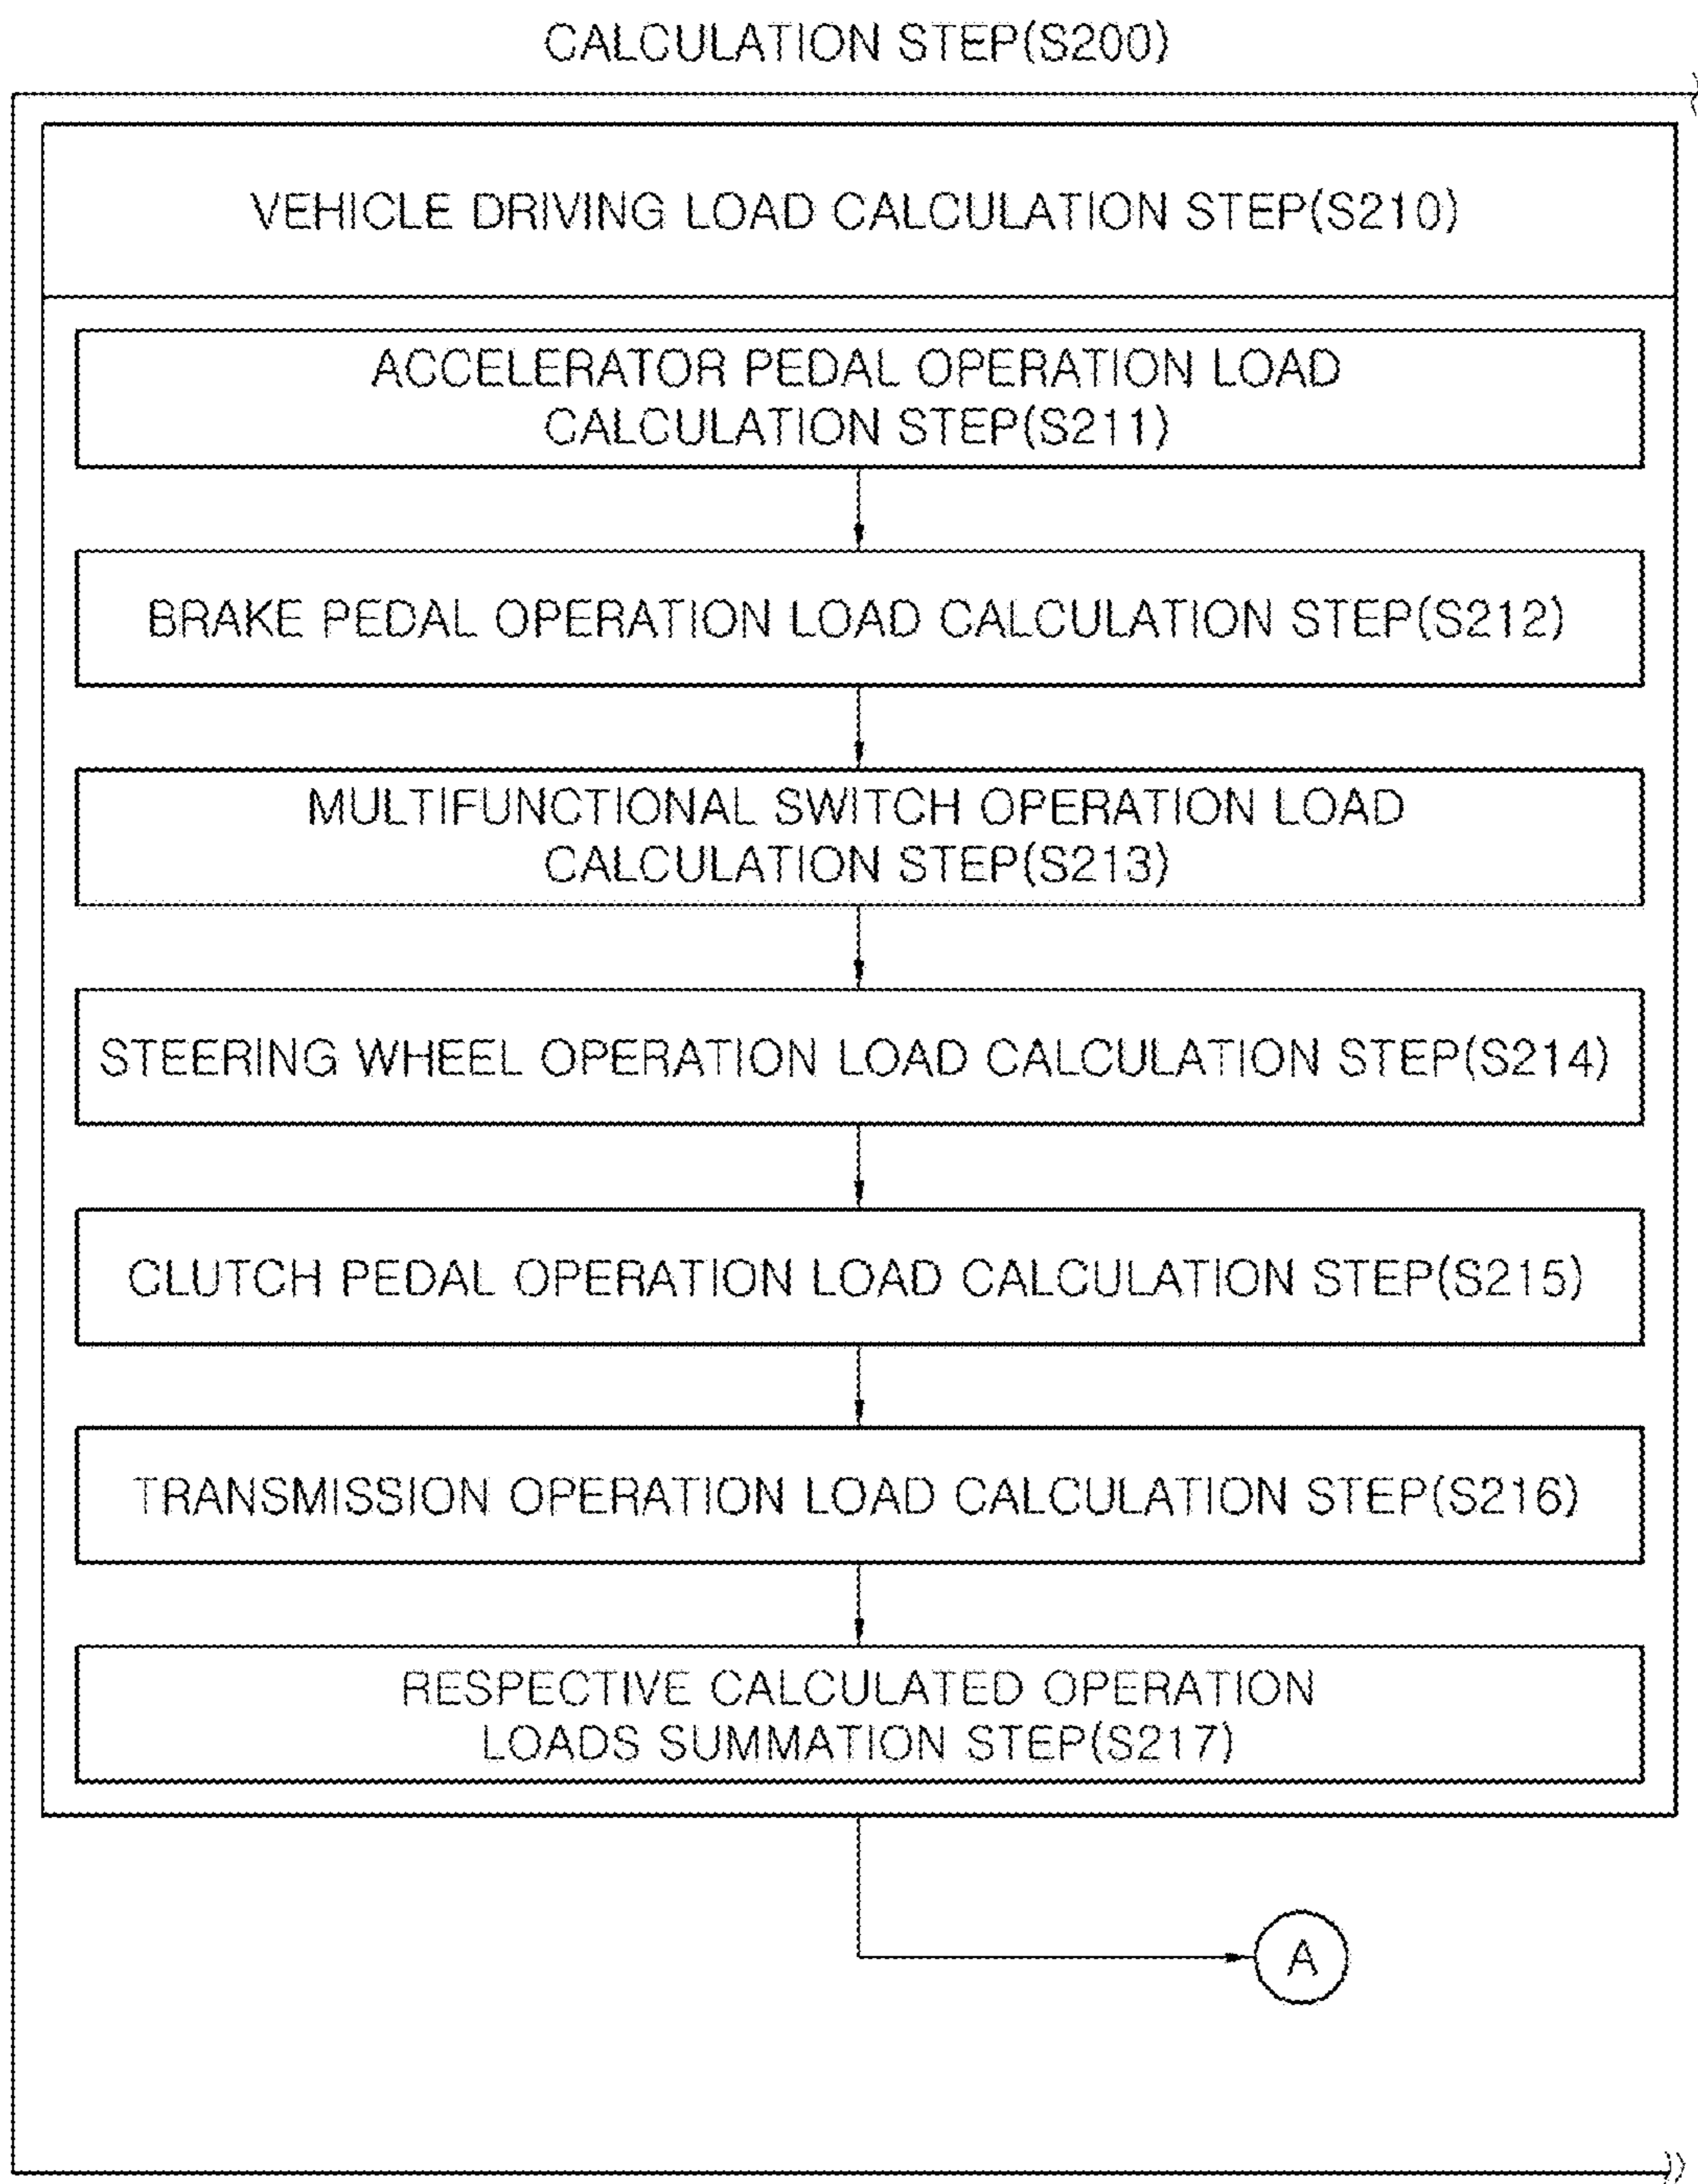 CALCULATION STEP(S200)
VEHICLE DRIVING LOAD CALCULATION STEP(S210)
ACCELERATOR PEDAL OPERATION LOAD
CALCULATION STEP(S211)
BRAKE PEDAL OPERATION LOAD CALCULATION STEP(S212)
MULTIFUNCTIONAL SWITCH OPERATION LOAD
CALCULATION STEP(S213)
STEERING WHEEL OPERATION LOAD CALCULATION STEP(S214)
CLUTCH PEDAL OPERATION LOAD CALCULATION STEP(S215)
TRANSMISSION OPERATION LOAD CALCULATION STEP(S216)
RESPECTIVE CALCULATED OPERATION
LOADS SUMMATION STEP(S217)
A